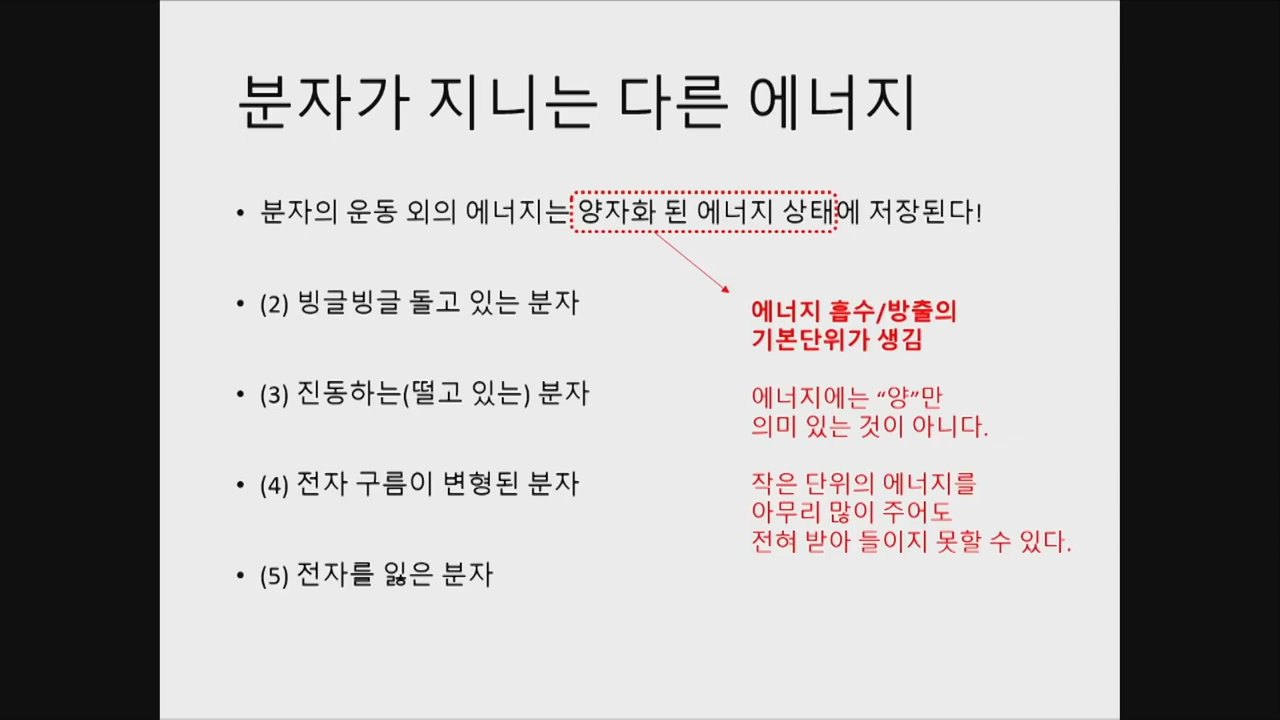 분자가 지니는 다른 에너지
• 분자의 운동 외의 에너지는 양자화 된 에너지 상태에 저장된다!
• (2) 빙글빙글 돌고 있는 분자
• (3) 진동하는(떨고 있는) 분자
• (4) 전자 구름이 변형된 분자
• (5) 전자를 잃은 분자
에너지 흡수/방출의
기본단위가 생김
에너지에는 “양”만
의미 있는 것이 아니다.
작은 단위의 에너지를
아무리 많이 주어도
전혀 받아 들이지 못할 수 있다.